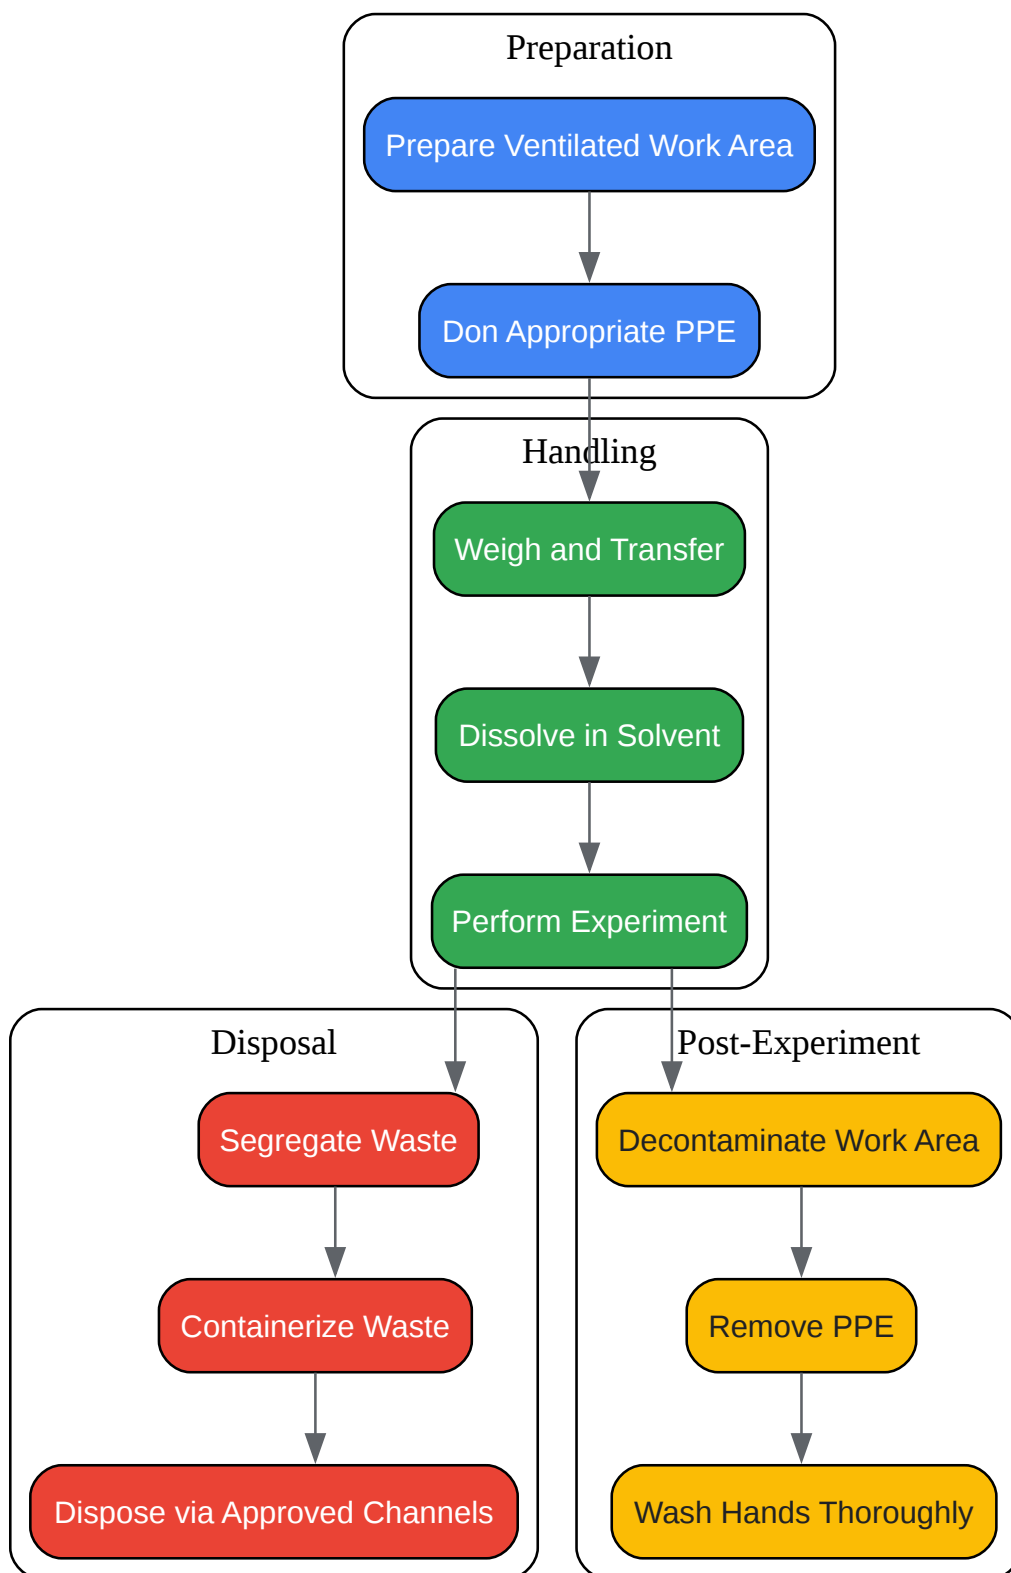 Preparation
Prepare Ventilated Work Area
Don Appropriate PPE
Handling
Weigh and Transfer
Dissolve in Solvent
Perform Experiment
Disposal
Segregate Waste
Containerize Waste
Dispose via Approved Channels
Post-Experiment
Decontaminate Work Area
Remove PPE
Wash Hands Thoroughly